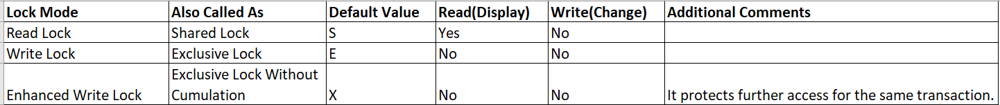 Lock Mode Also Called As Default Value Read(Display) Write(Change) Additional Comments
Read Lock Shared Lock S Yes No
Write Lock Exclusive Lock E No No
Exclusive Lock Without
Enhanced Write Lock Cumulation X No No It protects further access for the same transaction.